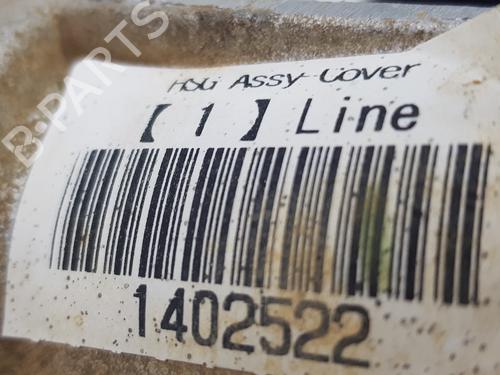 HSG Assy-Cover
【 1 】 Line
1402522
B-PARTS